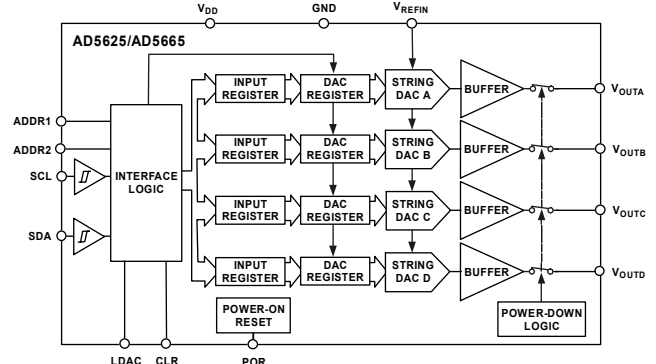 VDD
GND
VREFIN
AD5625/AD5665
INPUT
REGISTER
DAC
REGISTER
STRING
DAC A
BUFFER
VOUTA
ADDR1
ADDR2
SCL
SDA
INTERFACE
LOGIC
INPUT
REGISTER
DAC
REGISTER
STRING
DAC B
BUFFER
VOUTB
INPUT
REGISTER
DAC
REGISTER
STRING
DAC C
BUFFER
VOUTC
INPUT
REGISTER
DAC
REGISTER
STRING
DAC D
BUFFER
VOUTD
POWER-ON
RESET
POWER-DOWN
LOGIC
LDAC
CLR
POR